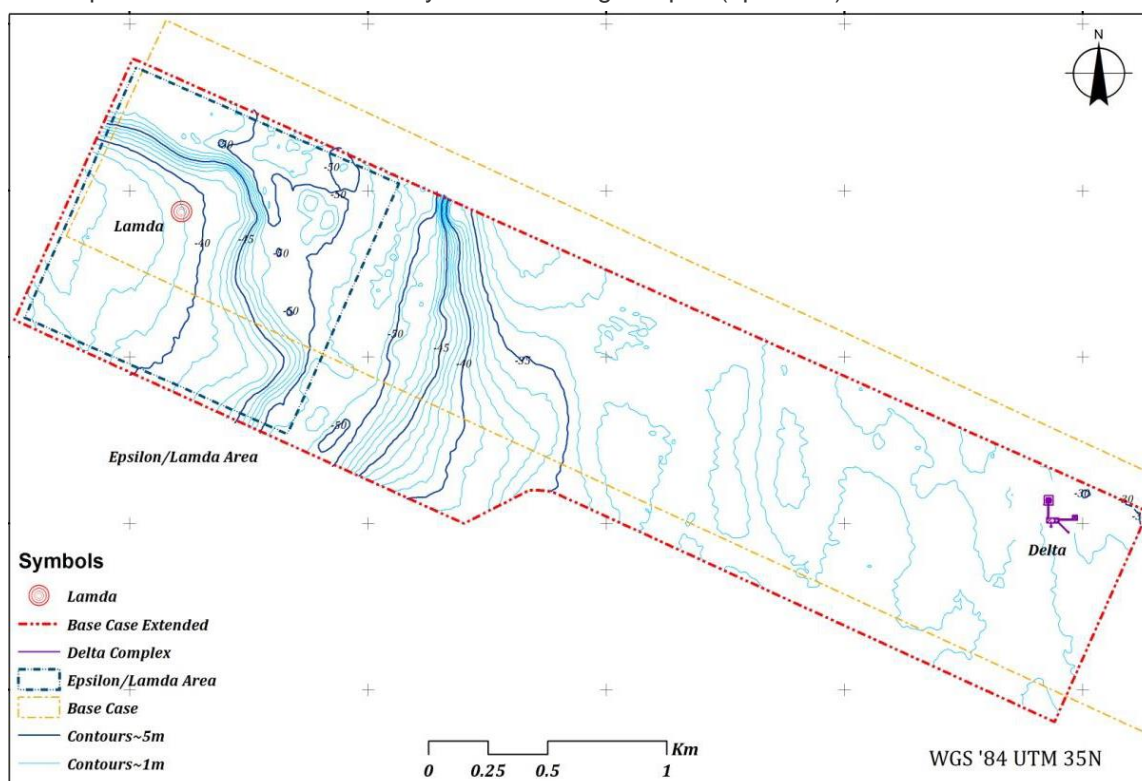 N
-50
-50
-50
Lamda
-40
-45
-50
-50
-50
-45
-40
-35
-50
Epsilon/Lamda Area
-30
-30
Delta
Symbols
Lamda
Base Case Extended
Delta Complex
Epsilon/Lamda Area
Base Case
Contours~5m
Contours~1m
Km
0 0.25 0.5 1
WGS '84 UTM 35N